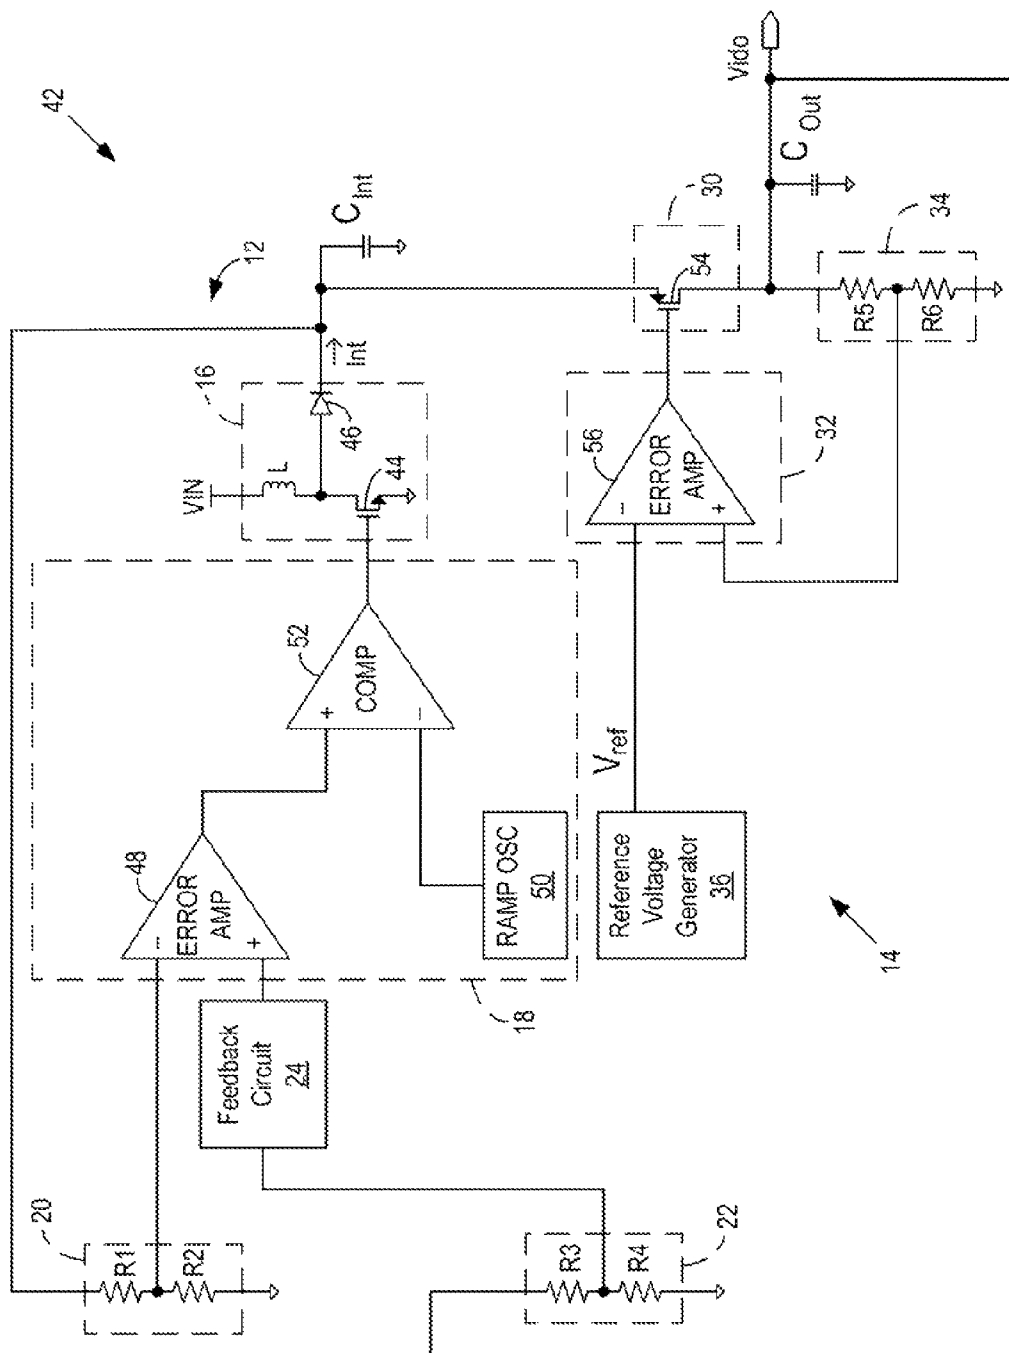 42
12
20
R1
R2
18
48
ERROR
AMP
−
+
Feedback
Circuit
24
52
COMP
+
−
RAMP OSC
50
16
VIN
L
44
46
Int
C Int
22
R3
R4
14
Reference
Voltage
Generator
36
Vref
56
ERROR
AMP
−
+
32
30
54
34
R5
R6
C Out
Vldo